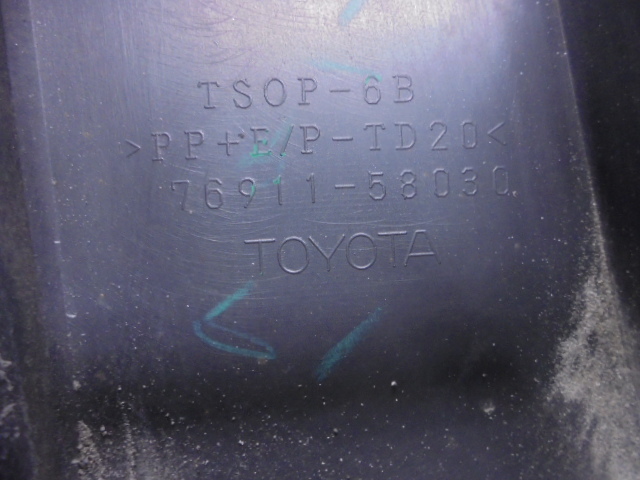 TSOP-6B
>PP+E/P-TD20<
76911-58030
TOYOTA